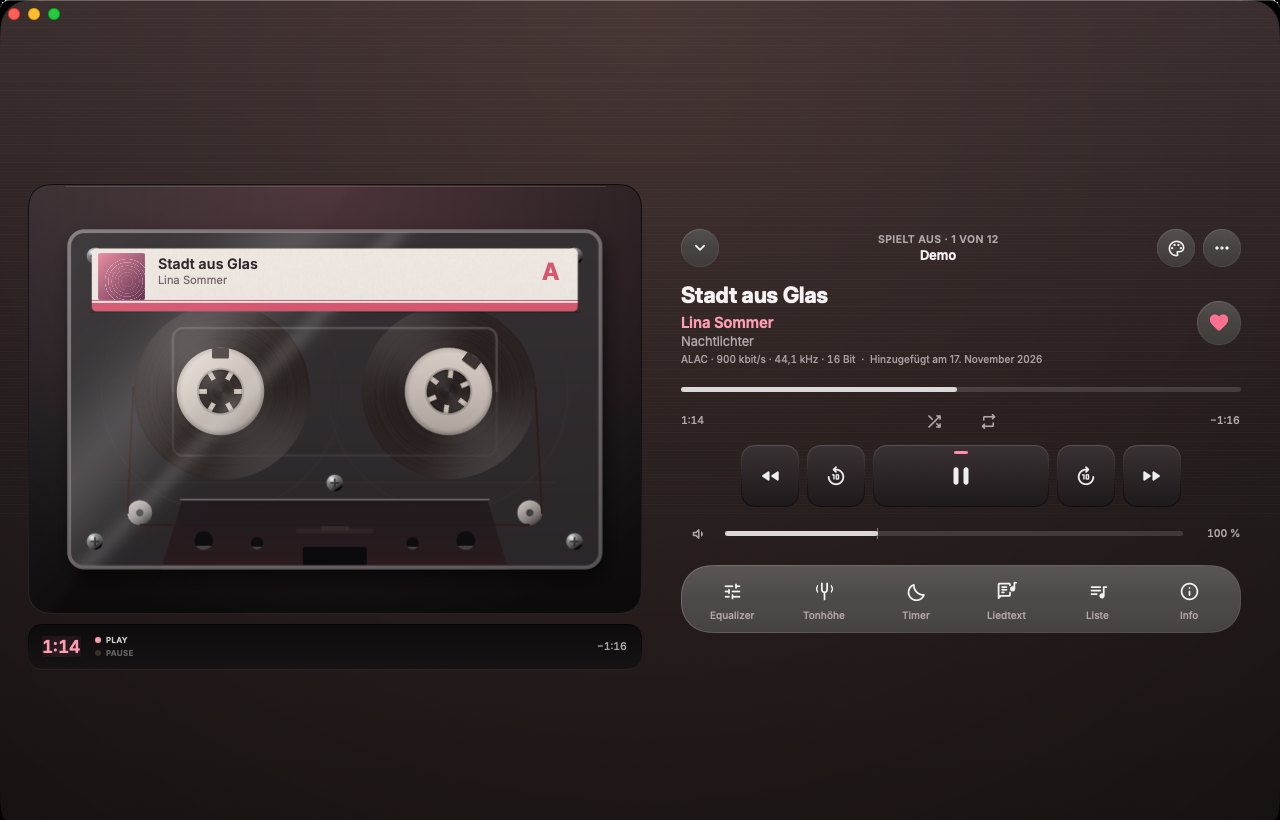 Stadt aus Glas
Lina Sommer
A
1:14
PLAY
PAUSE
−1:16
SPIELT AUS · 1 VON 12
Demo
Stadt aus Glas
Lina Sommer
Nachtlichter
ALAC · 900 kbit/s · 44,1 kHz · 16 Bit · Hinzugefügt am 17. November 2026
1:14
−1:16
10
10
100 %
Equalizer
Tonhöhe
Timer
Liedtext
Liste
Info